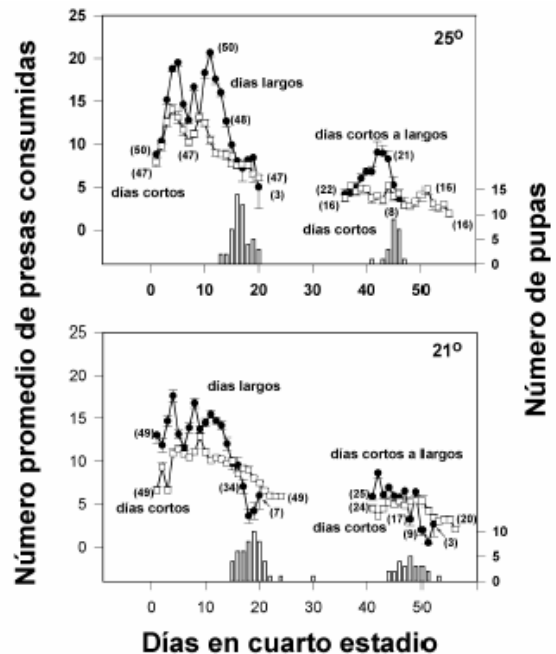 Número promedio de presas consumidas
Número de pupas
25
20
15
10
5
0
25º
(50)
días largos
(50)
(47)
(47)
(48)
(47)
(3)
días cortos
días cortos a largos
(21)
(22)
(16)
(16)
(8)
(16)
días cortos
15
10
5
0
0 10 20 30 40 50
25
20
15
10
5
0
21º
días largos
(49)
(49)
(34)
(49)
(7)
días cortos
días cortos a llargos
(25)
(24)
(17)
(20)
(9)
(3)
días cortos
10
5
0
0 10 20 30 40 50
Días en cuarto estadio